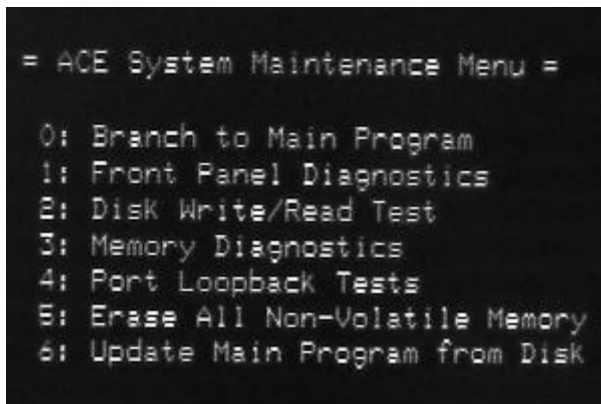 = ACE System Maintenance Menu =
0: Branch to Main Program
1: Front Panel Diagnostics
2: Disk Write/Read Test
3: Memory Diagnostics
4: Port Loopback Tests
5: Erase All Non-Volatile Memory
6: Update Main Program from Disk